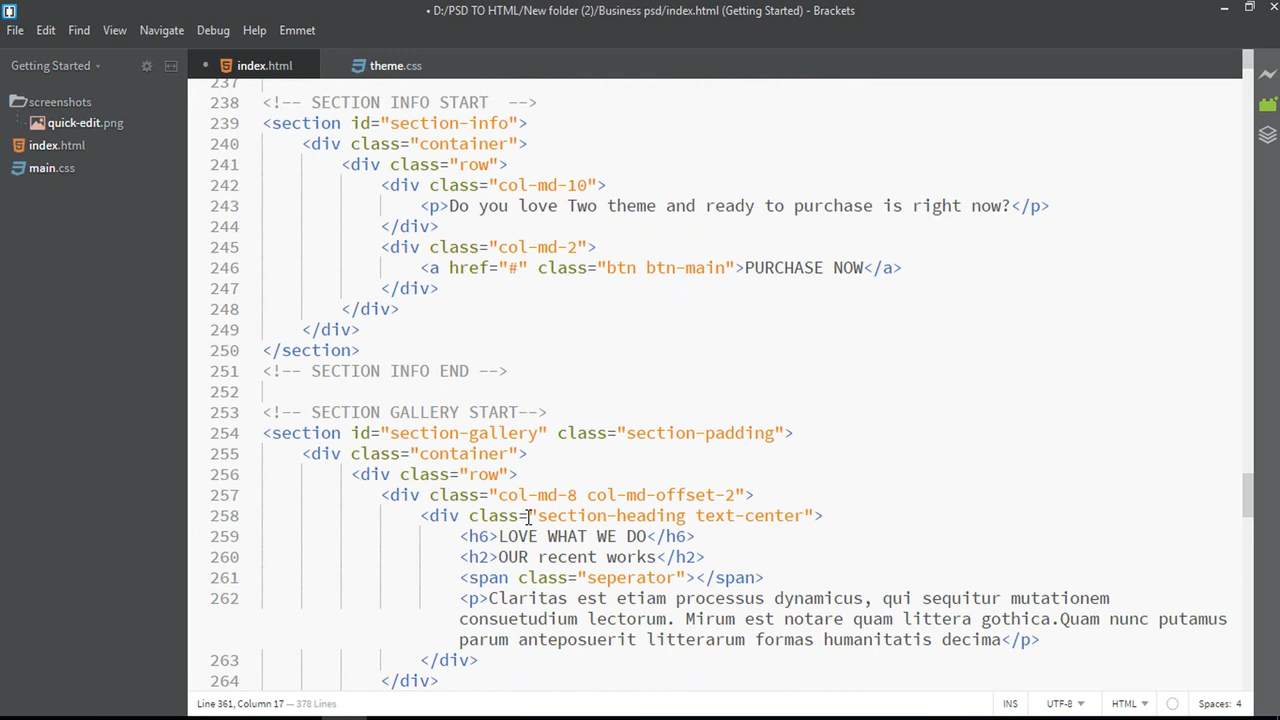 • D:/PSD TO HTML/New folder (2)/Business psd/index.html (Getting Started) - Brackets
File Edit Find View Navigate Debug Help Emmet
Getting Started
screenshots
quick-edit.png
index.html
main.css
• index.html theme.css
237
238 <!-- SECTION INFO START  -->
239 <section id="section-info">
240 <div class="container">
241 <div class="row">
242 <div class="col-md-10">
243 <p>Do you love Two theme and ready to purchase is right now?</p>
244 </div>
245 <div class="col-md-2">
246 <a href="#" class="btn btn-main">PURCHASE NOW</a>
247 </div>
248 </div>
249 </div>
250 </section>
251 <!-- SECTION INFO END -->
252
253 <!-- SECTION GALLERY START-->
254 <section id="section-gallery" class="section-padding">
255 <div class="container">
256 <div class="row">
257 <div class="col-md-8 col-md-offset-2">
258 <div class="section-heading text-center">
259 <h6>LOVE WHAT WE DO</h6>
260 <h2>OUR recent works</h2>
261 <span class="seperator"></span>
262 <p>Claritas est etiam processus dynamicus, qui sequitur mutationem
consuetudium lectorum. Mirum est notare quam littera gothica.Quam nunc putamus
parum anteposuerit litterarum formas humanitatis decima</p>
263 </div>
264 </div>
Line 361, Column 17 — 378 Lines INS UTF-8 HTML Spaces: 4